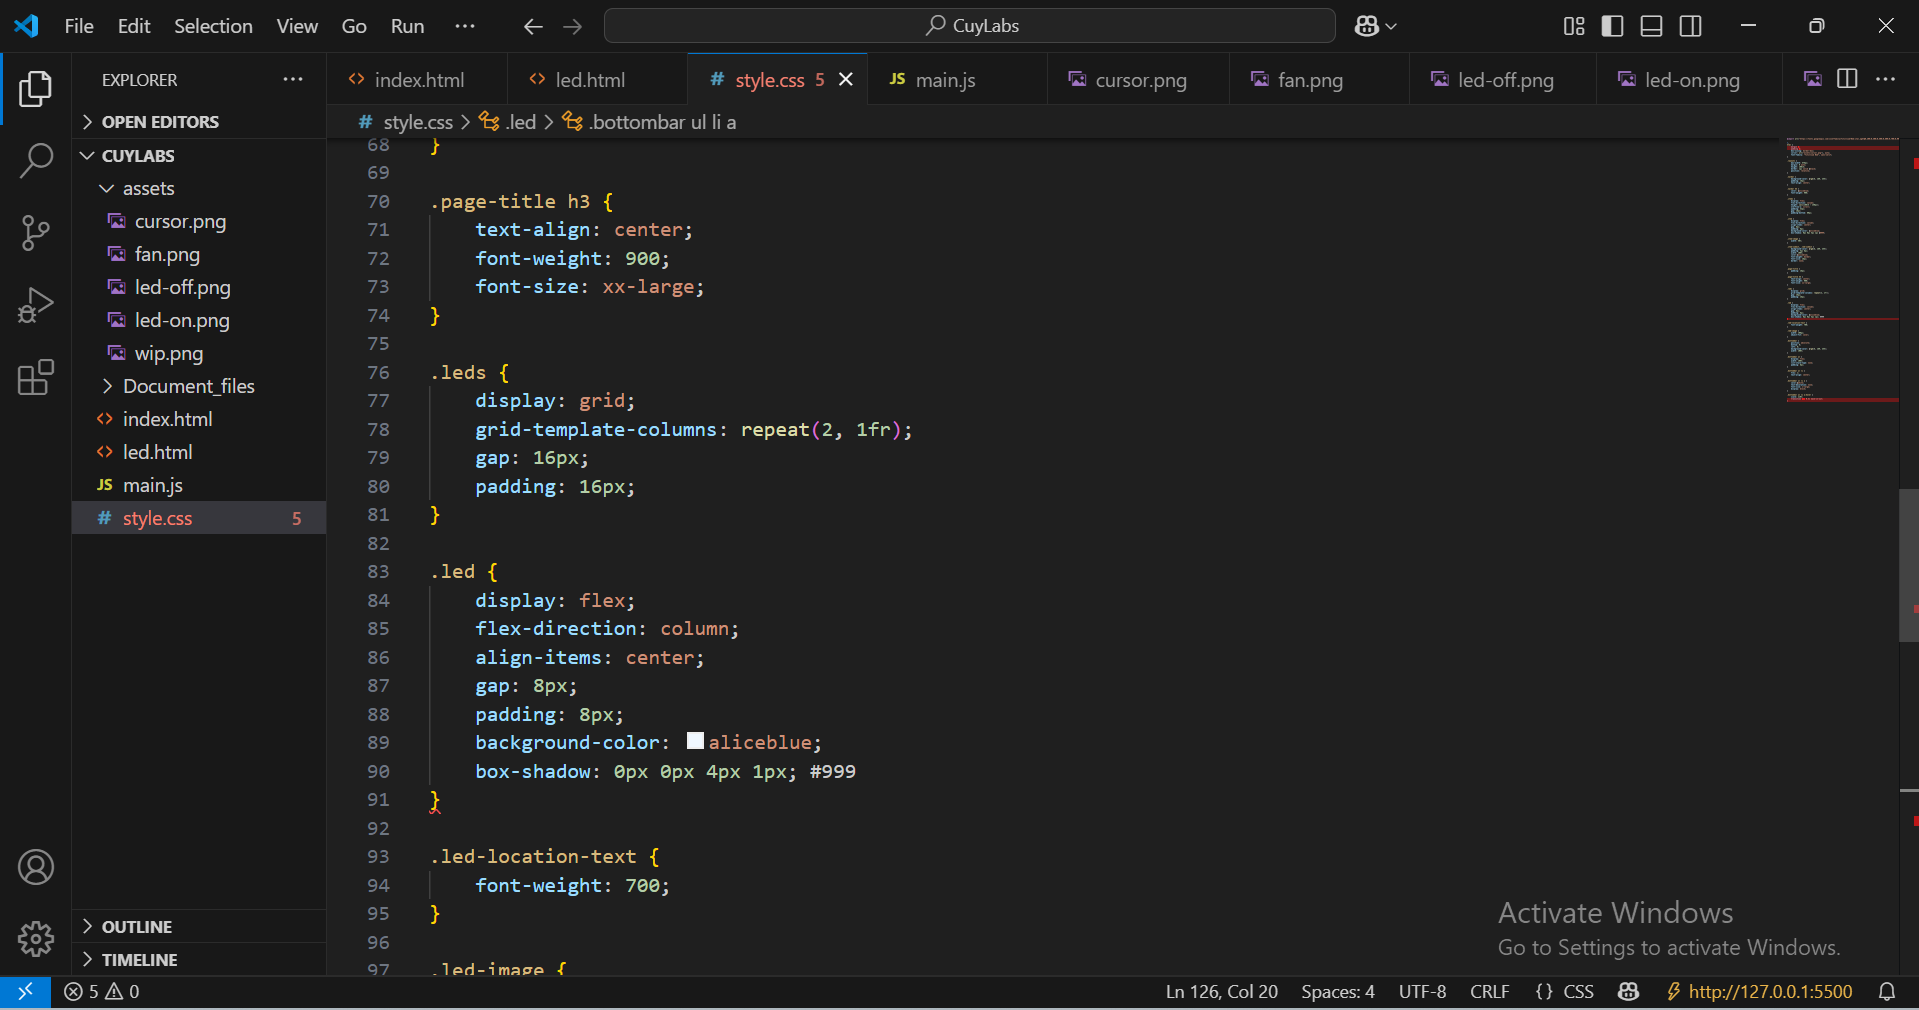 File Edit Selection View Go Run ··· CuyLabs
EXPLORER ···
OPEN EDITORS
CUYLABS
assets
cursor.png
fan.png
led-off.png
led-on.png
wip.png
Document_files
index.html
led.html
JS main.js
# style.css 5
OUTLINE
TIMELINE
index.html led.html # style.css 5 JS main.js cursor.png fan.png led-off.png led-on.png ···
# style.css > .led > .bottombar ul li a
68 }
69
70 .page-title h3 {
71 text-align: center;
72 font-weight: 900;
73 font-size: xx-large;
74 }
75
76 .leds {
77 display: grid;
78 grid-template-columns: repeat(2, 1fr);
79 gap: 16px;
80 padding: 16px;
81 }
82
83 .led {
84 display: flex;
85 flex-direction: column;
86 align-items: center;
87 gap: 8px;
88 padding: 8px;
89 background-color: aliceblue;
90 box-shadow: 0px 0px 4px 1px; #999
91 }
92
93 .led-location-text {
94 font-weight: 700;
95 }
96
97 .led-image {
Activate Windows
Go to Settings to activate Windows.
5 0 Ln 126, Col 20 Spaces: 4 UTF-8 CRLF {} CSS http://127.0.0.1:5500